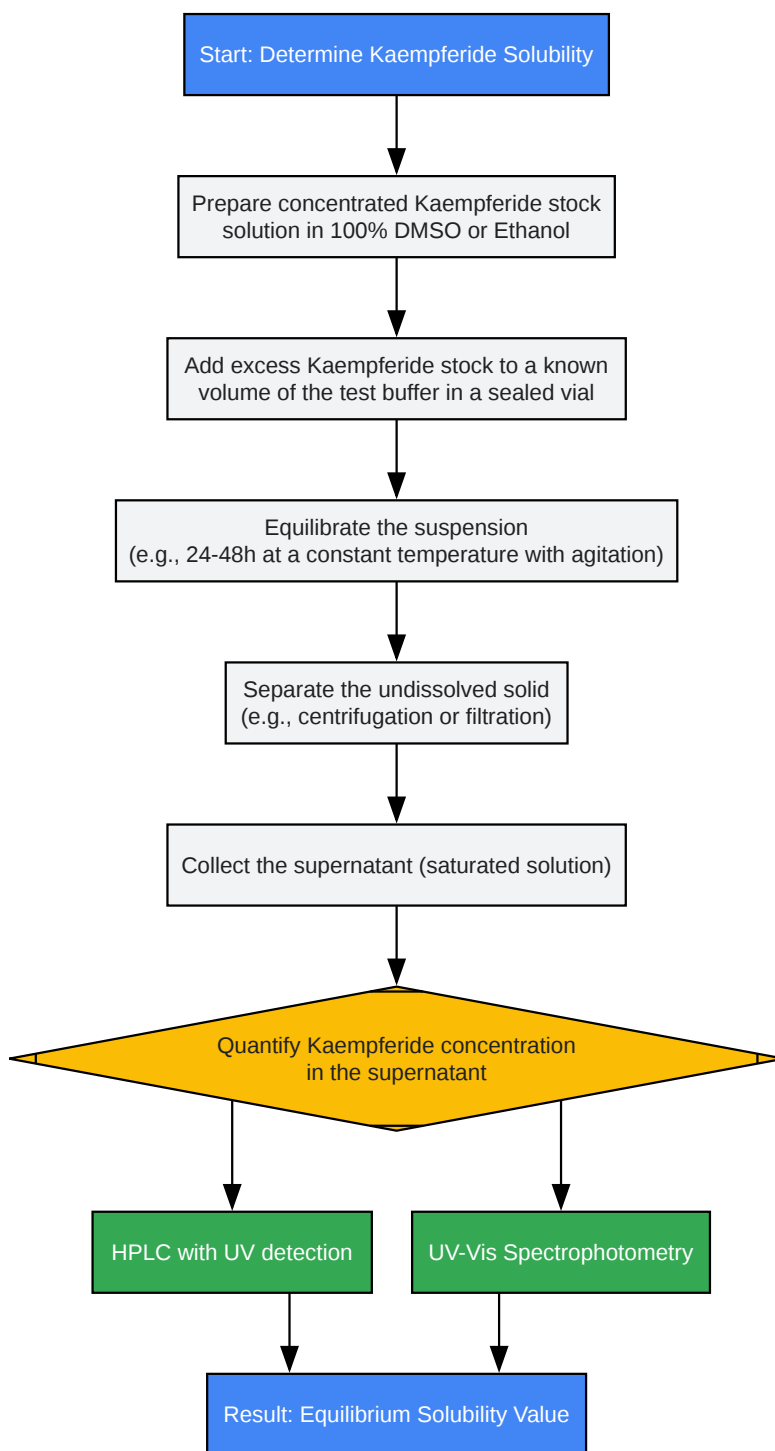 Start: Determine Kaempferide Solubility
Prepare concentrated Kaempferide stock
solution in 100% DMSO or Ethanol
Add excess Kaempferide stock to a known
volume of the test buffer in a sealed vial
Equilibrate the suspension
(e.g., 24-48h at a constant temperature with agitation)
Separate the undissolved solid
(e.g., centrifugation or filtration)
Collect the supernatant (saturated solution)
Quantify Kaempferide concentration
in the supernatant
HPLC with UV detection
UV-Vis Spectrophotometry
Result: Equilibrium Solubility Value